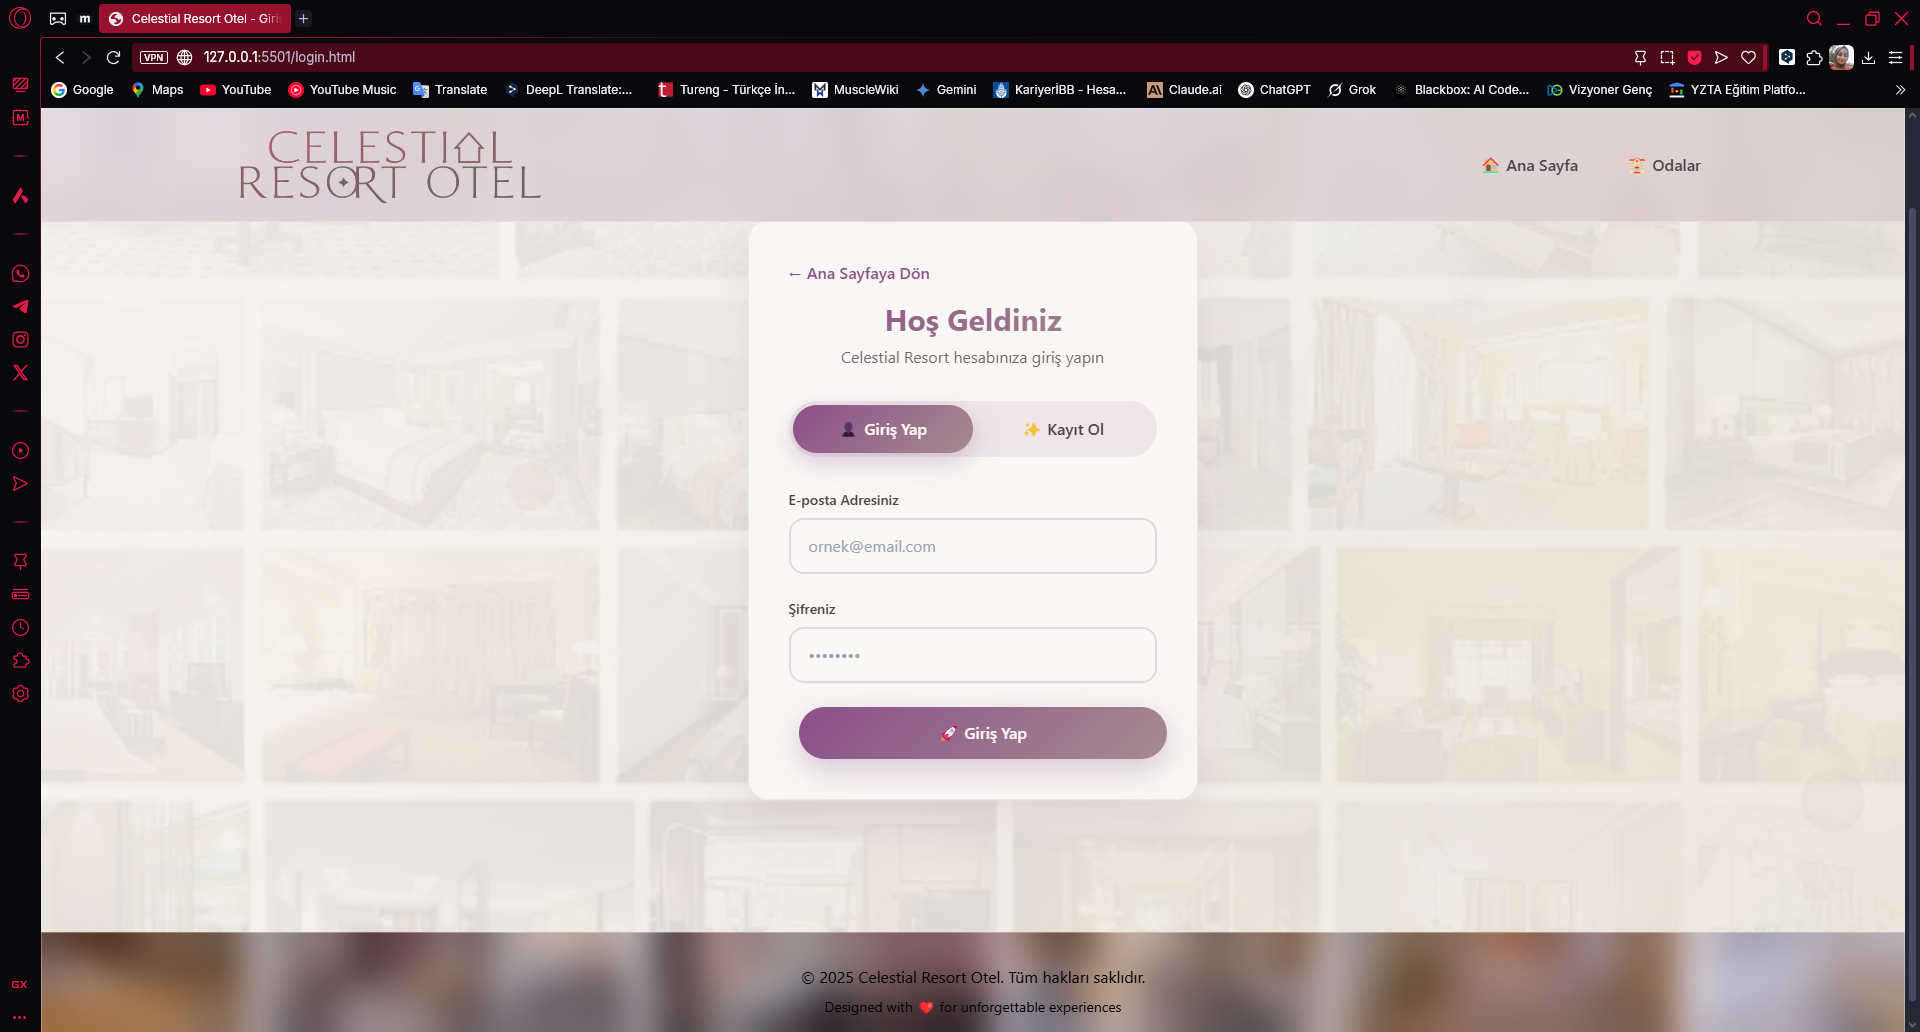 Celestial Resort Otel - Giri
VPN 127.0.0.1:5501/login.html
Google Maps YouTube YouTube Music Translate DeepL Translate:... Tureng - Türkçe İn... MuscleWiki Gemini KariyerİBB - Hesa... Claude.ai ChatGPT Grok Blackbox: AI Code... Vizyoner Genç YZTA Eğitim Platfo...
CELESTIAL
RESORT OTEL
Ana Sayfa Odalar
← Ana Sayfaya Dön
Hoş Geldiniz
Celestial Resort hesabınıza giriş yapın
Giriş Yap Kayıt Ol
E-posta Adresiniz
ornek@email.com
Şifreniz
••••••••
Giriş Yap
© 2025 Celestial Resort Otel. Tüm hakları saklıdır.
Designed with ❤️ for unforgettable experiences
GX